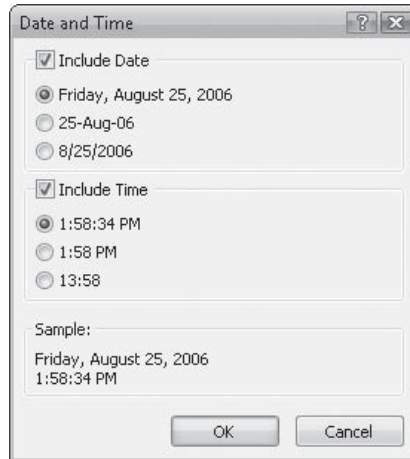 Date and Time
Include Date
Friday, August 25, 2006
25-Aug-06
8/25/2006
Include Time
1:58:34 PM
1:58 PM
13:58
Sample:
Friday, August 25, 2006
1:58:34 PM
OK Cancel